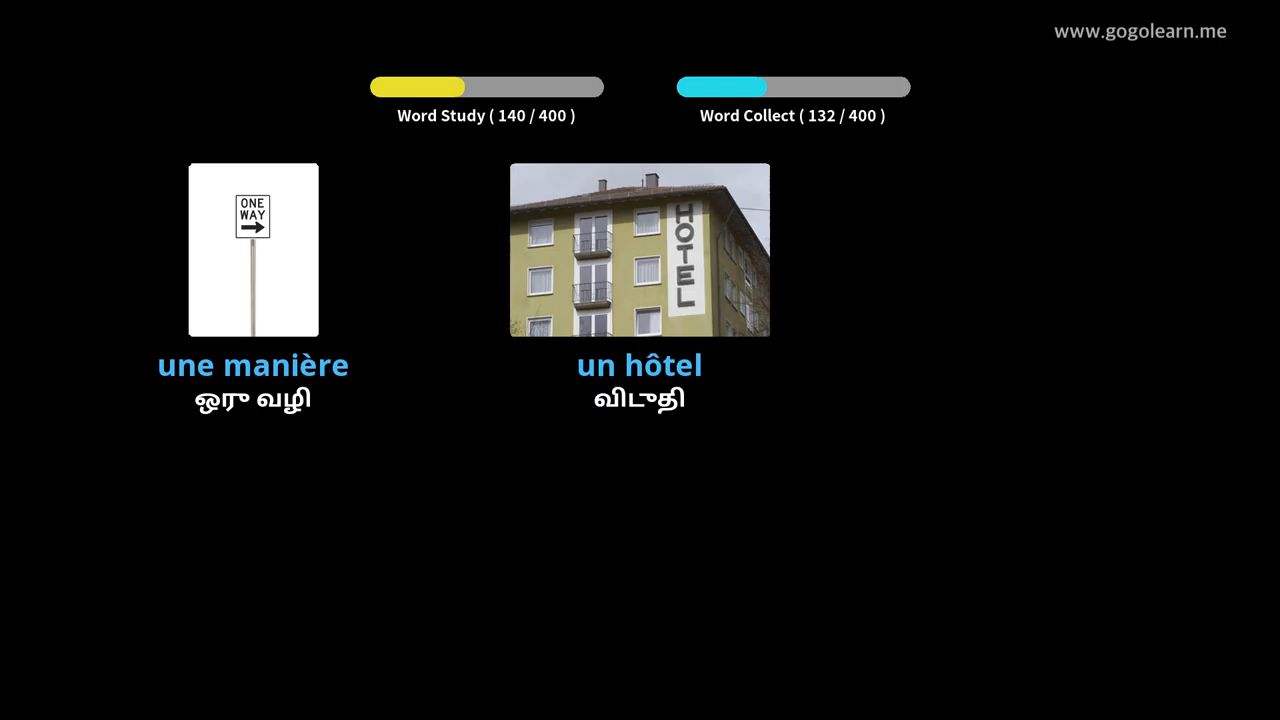 www.gogolearn.me
Word Study ( 140 / 400 )
Word Collect ( 132 / 400 )
ONE
WAY
HOTEL
une manière
ஒரு வழி
un hôtel
விடுதி